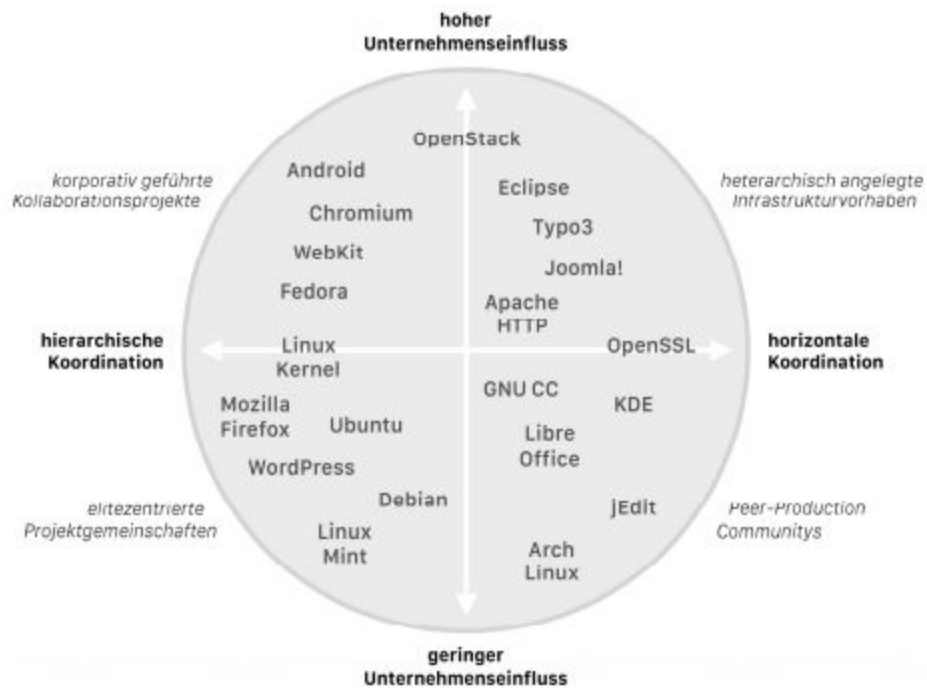 hoher
Unternehmenseinfluss
OpenStack
Android
korporativ geführte
Kollaborationsprojekte
Eclipse
heterarchisch angelegte
Infrastrukturvorhaben
Chromium
Typo3
WebKit
Joomla!
Fedora
Apache
HTTP
hierarchische
Koordination
Linux
Kernel
OpenSSL
horizontale
Koordination
GNU CC
Mozilla
Firefox
Ubuntu
KDE
Libre
Office
WordPress
Debian
elitezentrierte
Projektgemeinschaften
jEdit
Peer-Production
Communitys
Linux
Mint
Arch
Linux
geringer
Unternehmenseinfluss